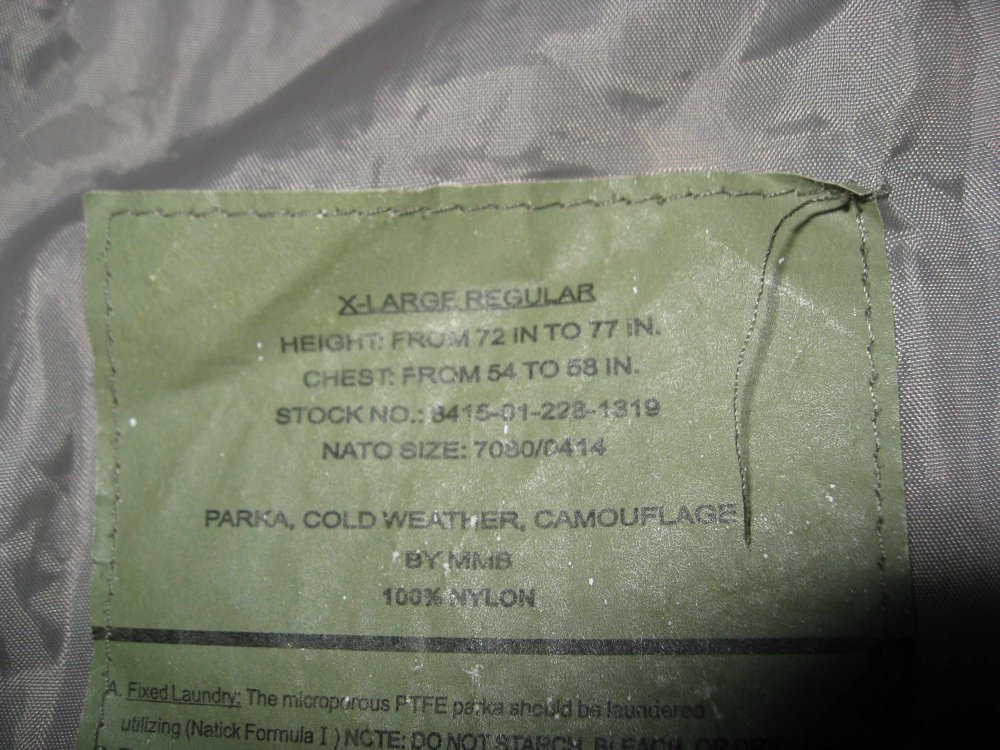 X-LARGE REGULAR
HEIGHT: FROM 72 IN TO 77 IN.
CHEST: FROM 54 TO 58 IN.
STOCK NO.: 8415-01-228-1319
NATO SIZE: 7080/0414
PARKA, COLD WEATHER, CAMOUFLAGE
BY MMB
100% NYLON
A. Fixed Laundry: The microporous PTFE parka should be laundered
utilizing (Natick Formula I) NOTE: DO NOT STARCH, BLEACH,